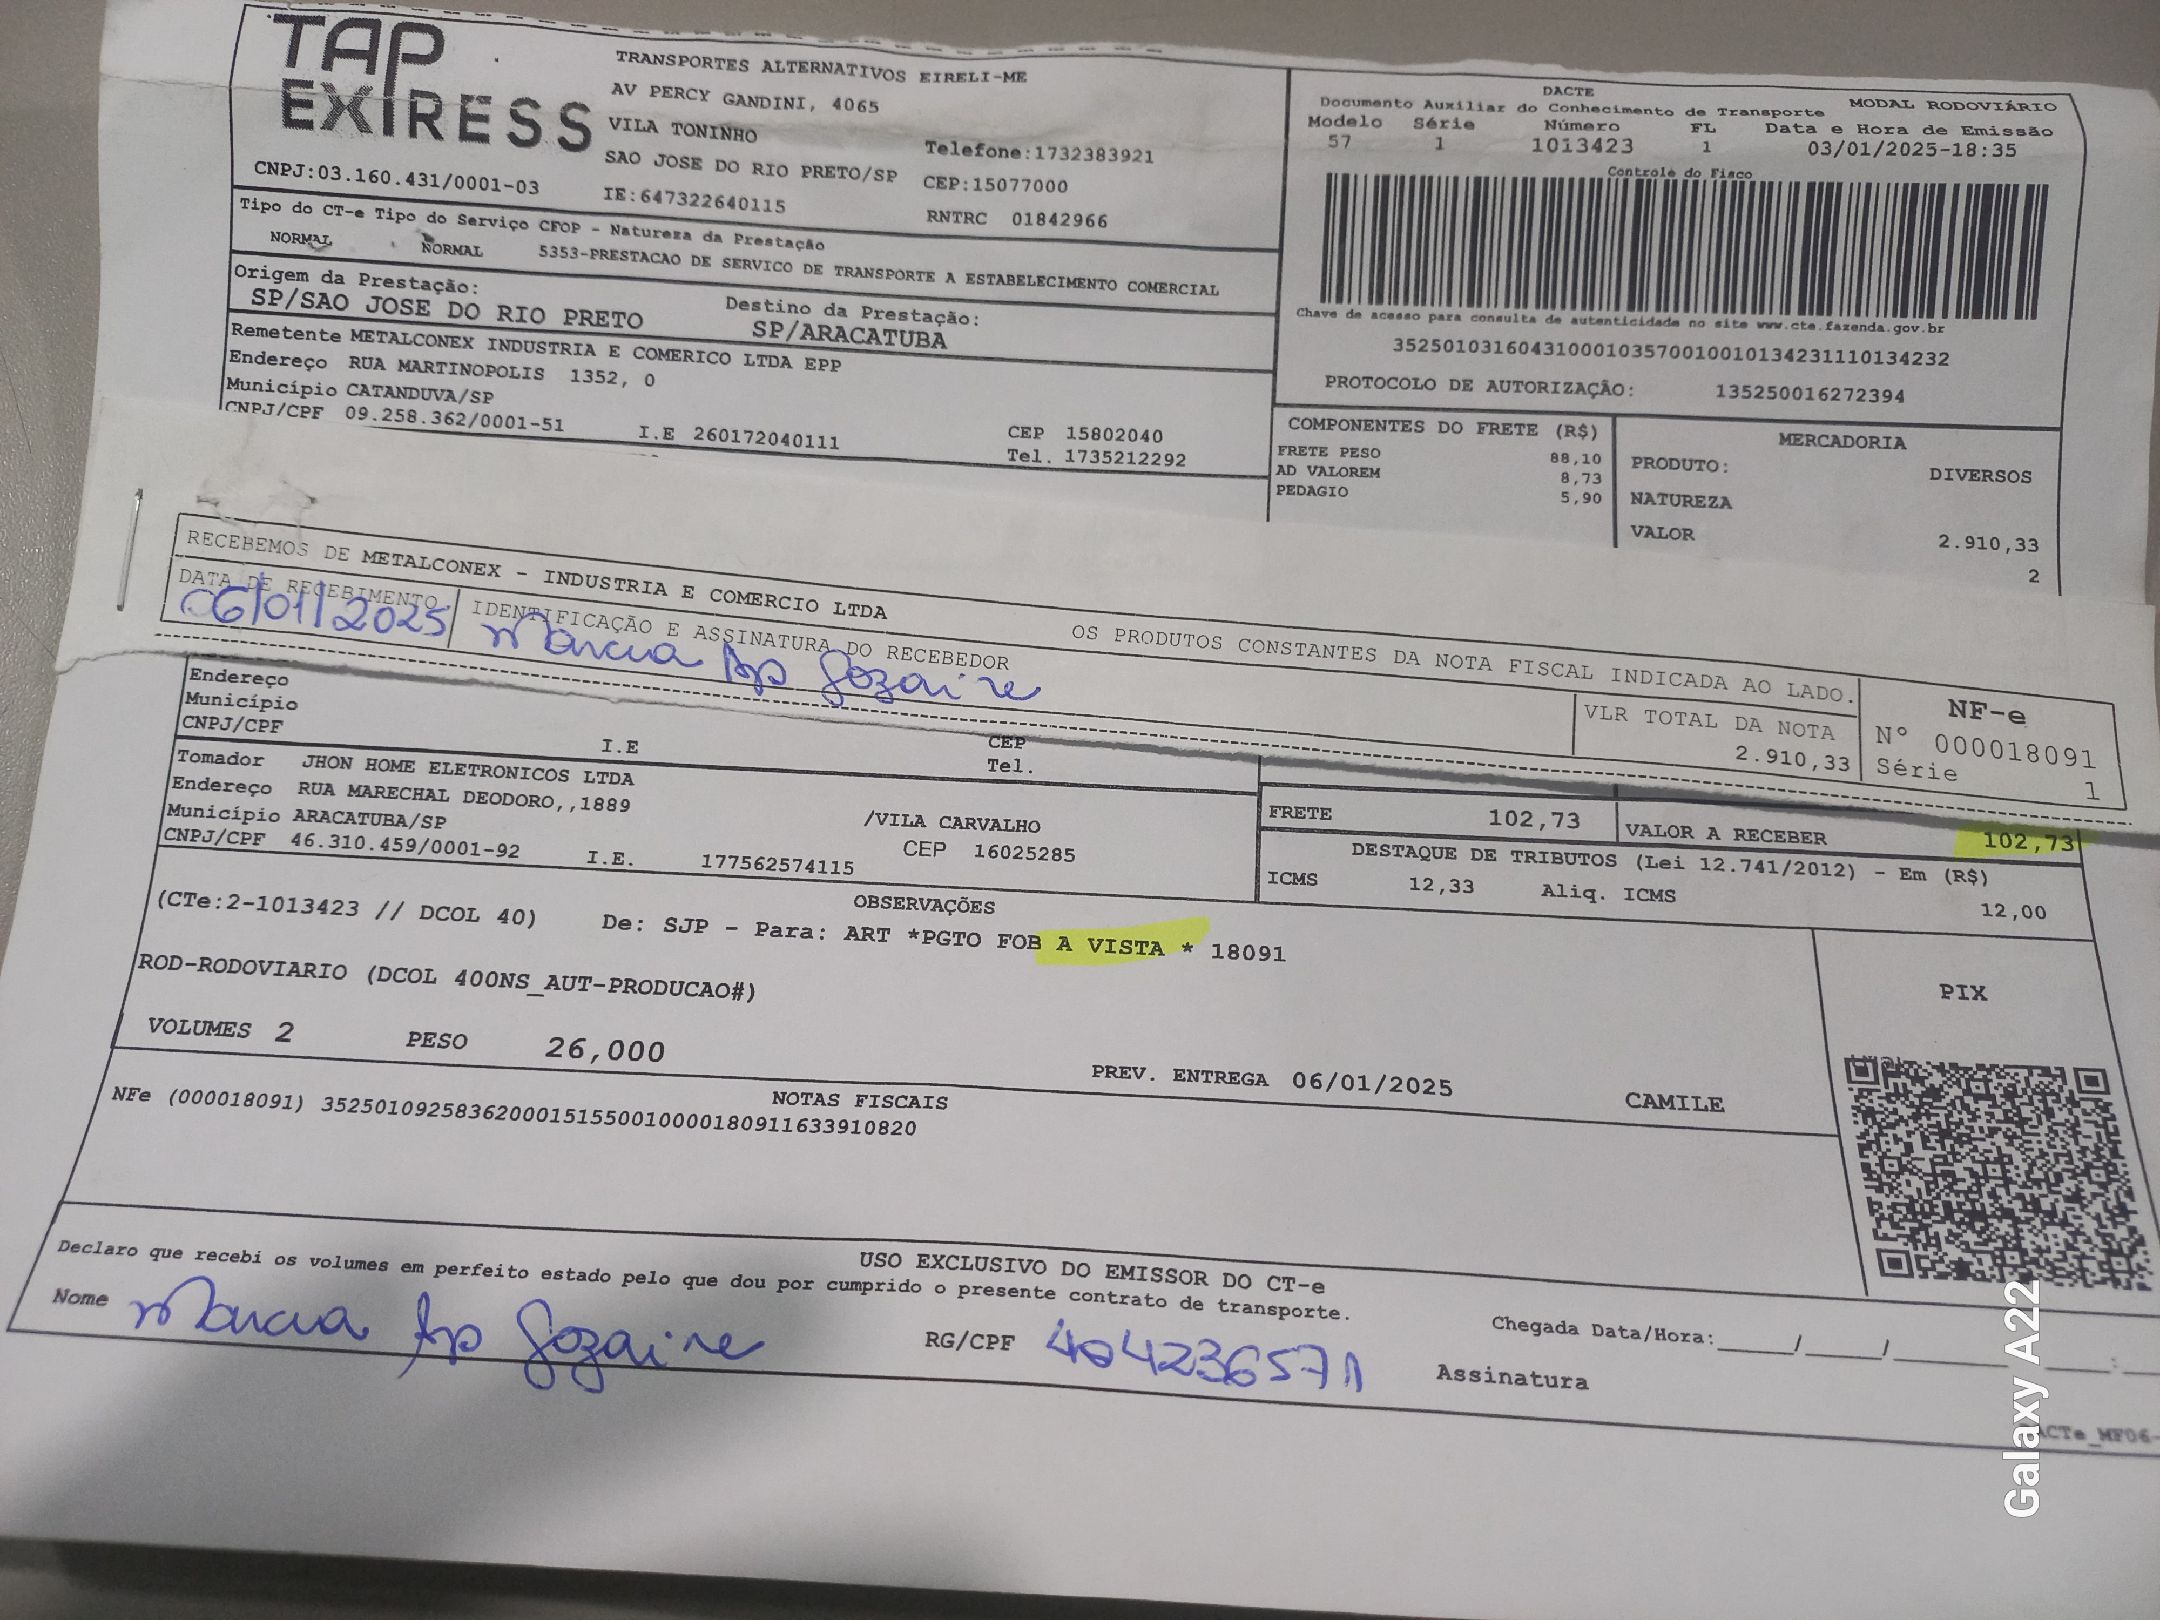 TAP
EXIRESS
CNPJ:03.160.431/0001-03
TRANSPORTES ALTERNATIVOS EIRELI-ME
AV PERCY GANDINI, 4065
VILA TONINHO
SAO JOSE DO RIO PRETO/SP
IE:647322640115
Telefone:1732383921
CEP:15077000
RNTRC 01842966
DACTE
Documento Auxiliar do Conhecimento de Transporte
MODAL RODOVIÁRIO
Modelo Série Número FL Data e Hora de Emissão
57 1 1013423 1 03/01/2025-18:35
Controle do Fisco
Chave de acesso para consulta de autenticidade no site www.cte.fazenda.gov.br
35250103160431000103570010010134231110134232
PROTOCOLO DE AUTORIZAÇÃO: 135250016272394
Tipo do CT-e Tipo do Serviço CFOP - Natureza da Prestação
NORMAL NORMAL 5353-PRESTACAO DE SERVICO DE TRANSPORTE A ESTABELECIMENTO COMERCIAL
Origem da Prestação: Destino da Prestação:
SP/SAO JOSE DO RIO PRETO SP/ARACATUBA
Remetente METALCONEX INDUSTRIA E COMERICO LTDA EPP
Endereço RUA MARTINOPOLIS 1352, 0
Município CATANDUVA/SP
CNPJ/CPF 09.258.362/0001-51 I.E 260172040111
CEP 15802040
Tel. 1735212292
COMPONENTES DO FRETE (R$)
FRETE PESO 88,10
AD VALOREM 8,73
PEDAGIO 5,90
MERCADORIA
PRODUTO: DIVERSOS
NATUREZA
VALOR 2.910,33
2
RECEBEMOS DE METALCONEX - INDUSTRIA E COMERCIO LTDA OS PRODUTOS CONSTANTES DA NOTA FISCAL INDICADA AO LADO.
DATA DE RECEBIMENTO IDENTIFICAÇÃO E ASSINATURA DO RECEBEDOR
06/01/2025 Marcia Ap Gozaire
VLR TOTAL DA NOTA
2.910,33
NF-e
Nº 000018091
Série 1
Endereço
Município
CNPJ/CPF I.E CEP
Tel.
Tomador JHON HOME ELETRONICOS LTDA
Endereço RUA MARECHAL DEODORO,,1889 /VILA CARVALHO
Município ARACATUBA/SP CEP 16025285
CNPJ/CPF 46.310.459/0001-92 I.E. 177562574115
FRETE 102,73 VALOR A RECEBER 102,73
DESTAQUE DE TRIBUTOS (Lei 12.741/2012) - Em (R$)
ICMS 12,33 Aliq. ICMS 12,00
OBSERVAÇÕES
(CTe:2-1013423 // DCOL 40) De: SJP - Para: ART *PGTO FOB A VISTA * 18091
ROD-RODOVIARIO (DCOL 400NS_AUT-PRODUCAO#)
PIX
VOLUMES 2 PESO 26,000
PREV. ENTREGA 06/01/2025 CAMILE
NOTAS FISCAIS
NFe (000018091) 35250109258362000151550010000180911633910820
USO EXCLUSIVO DO EMISSOR DO CT-e
Declaro que recebi os volumes em perfeito estado pelo que dou por cumprido o presente contrato de transporte.
Nome Marcia Ap Gozaire RG/CPF 404236571
Chegada Data/Hora:_____/_____/_____ ____:__
Assinatura
Galaxy A22